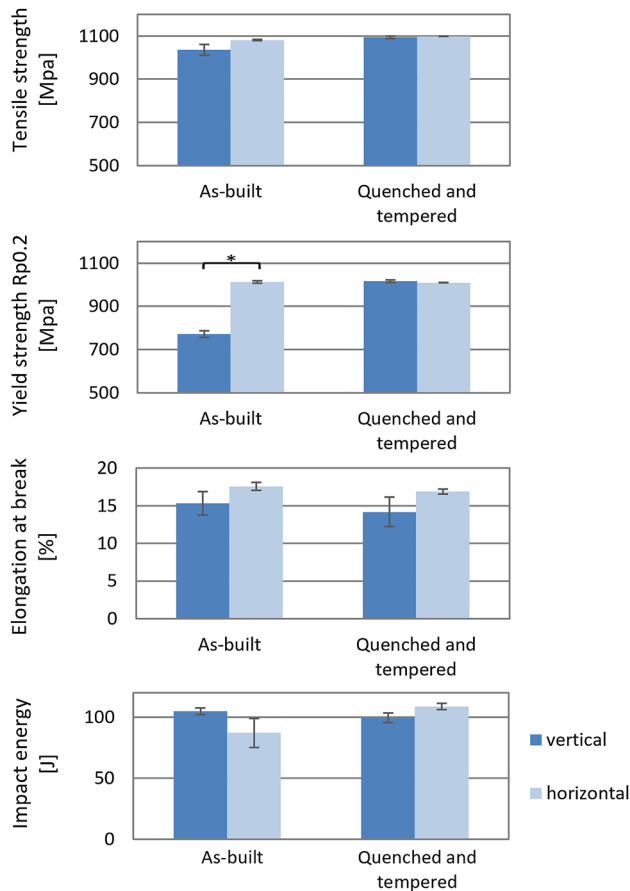 Tensile strength
[Mpa]
1100
900
700
500
As-built
Quenched and
tempered
Yield strength Rp0.2
[Mpa]
1100
900
700
500
*
As-built
Quenched and
tempered
Elongation at break
[%]
20
15
10
5
0
As-built
Quenched and
tempered
Impact energy
[J]
100
50
0
As-built
Quenched and
tempered
vertical
horizontal